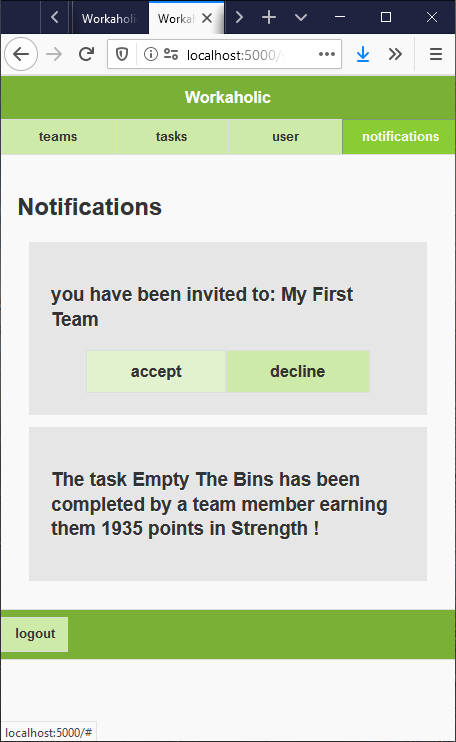 Workaholic
Worka
localhost:5000/
Workaholic
teams tasks user notifications
Notifications
you have been invited to: My First
Team
accept decline
The task Empty The Bins has been
completed by a team member earning
them 1935 points in Strength !
logout
localhost:5000/#